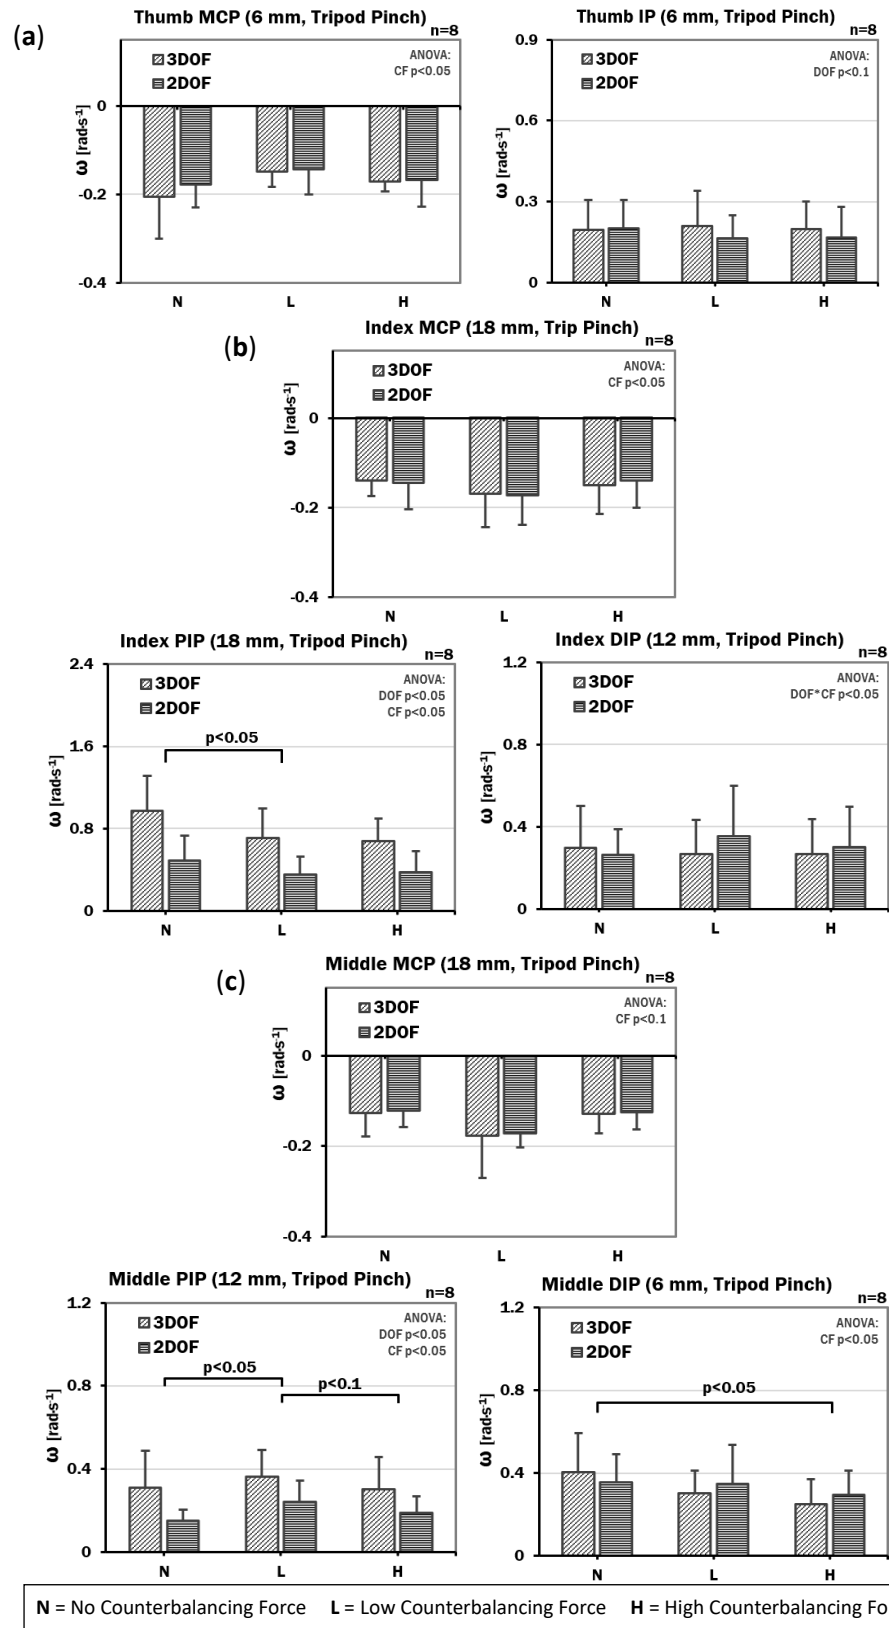 (a)
Thumb MCP (6 mm, Tripod Pinch)
n=8
3DOF
2DOF
ANOVA:
CF p<0.05
ω [rad·s⁻¹]
0
-0.2
-0.4
N L H
Thumb IP (6 mm, Tripod Pinch)
n=8
3DOF
2DOF
ANOVA:
DOF p<0.1
ω [rad·s⁻¹]
0.9
0.6
0.3
0
N L H
(b)
Index MCP (18 mm, Trip Pinch)
n=8
3DOF
2DOF
ANOVA:
CF p<0.05
ω [rad·s⁻¹]
0
-0.2
-0.4
N L H
Index PIP (18 mm, Tripod Pinch)
n=8
3DOF
2DOF
ANOVA:
DOF p<0.05
CF p<0.05
p<0.05
ω [rad·s⁻¹]
2.4
1.6
0.8
0
N L H
Index DIP (12 mm, Tripod Pinch)
n=8
3DOF
2DOF
ANOVA:
DOF*CF p<0.05
ω [rad·s⁻¹]
1.2
0.8
0.4
0
N L H
(c)
Middle MCP (18 mm, Tripod Pinch)
n=8
3DOF
2DOF
ANOVA:
CF p<0.1
ω [rad·s⁻¹]
0
-0.2
-0.4
N L H
Middle PIP (12 mm, Tripod Pinch)
n=8
3DOF
2DOF
ANOVA:
DOF p<0.05
CF p<0.05
p<0.05
p<0.1
ω [rad·s⁻¹]
1.2
0.8
0.4
0
N L H
Middle DIP (6 mm, Tripod Pinch)
n=8
3DOF
2DOF
ANOVA:
CF p<0.05
p<0.05
ω [rad·s⁻¹]
1.2
0.8
0.4
0
N L H
N = No Counterbalancing Force L = Low Counterbalancing Force H = High Counterbalancing Fo